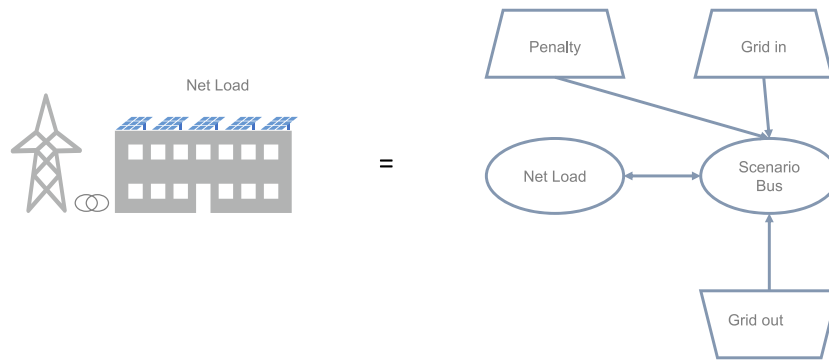 Net Load
=
Penalty
Grid in
Net Load
Scenario
Bus
Grid out